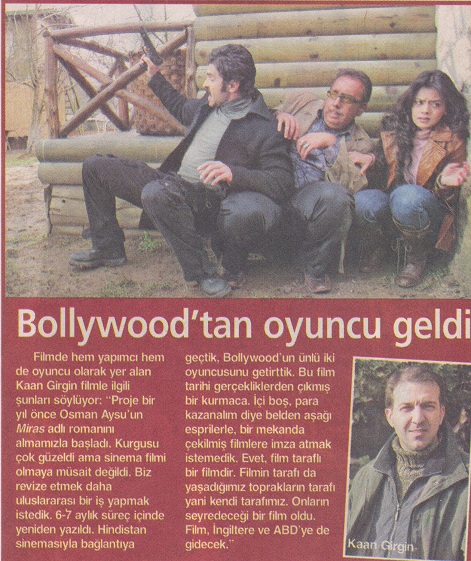 Bollywood'tan oyuncu geldi
Filmde hem yapımcı hem
de oyuncu olarak yer alan
Kaan Girgin filmle ilgili
şunları söylüyor: "Proje bir
yıl önce Osman Aysu'un
Miras adlı romanını
almamızla başladı. Kurgusu
çok güzeldi ama sinema filmi
olmaya müsait değildi. Biz
revize etmek daha
uluslararası bir iş yapmak
istedik. 6-7 aylık süreç içinde
yeniden yazıldı. Hindistan
sinemasıyla bağlantıya
geçtik, Bollywood'un ünlü iki
oyuncusunu getirttik. Bu film
tarihi gerçekliklerden çıkmış
bir kurmaca. İçi boş, para
kazanalım diye belden aşağı
esprilerle, bir mekanda
çekilmiş filmlere imza atmak
istemedik. Evet, film taraflı
bir filmdir. Filmin tarafı da
yaşadığımız toprakların tarafı
yani kendi tarafımız. Onların
seyredeceği bir film oldu.
Film, İngiltere ve ABD'ye de
gidecek."
Kaan Girgin